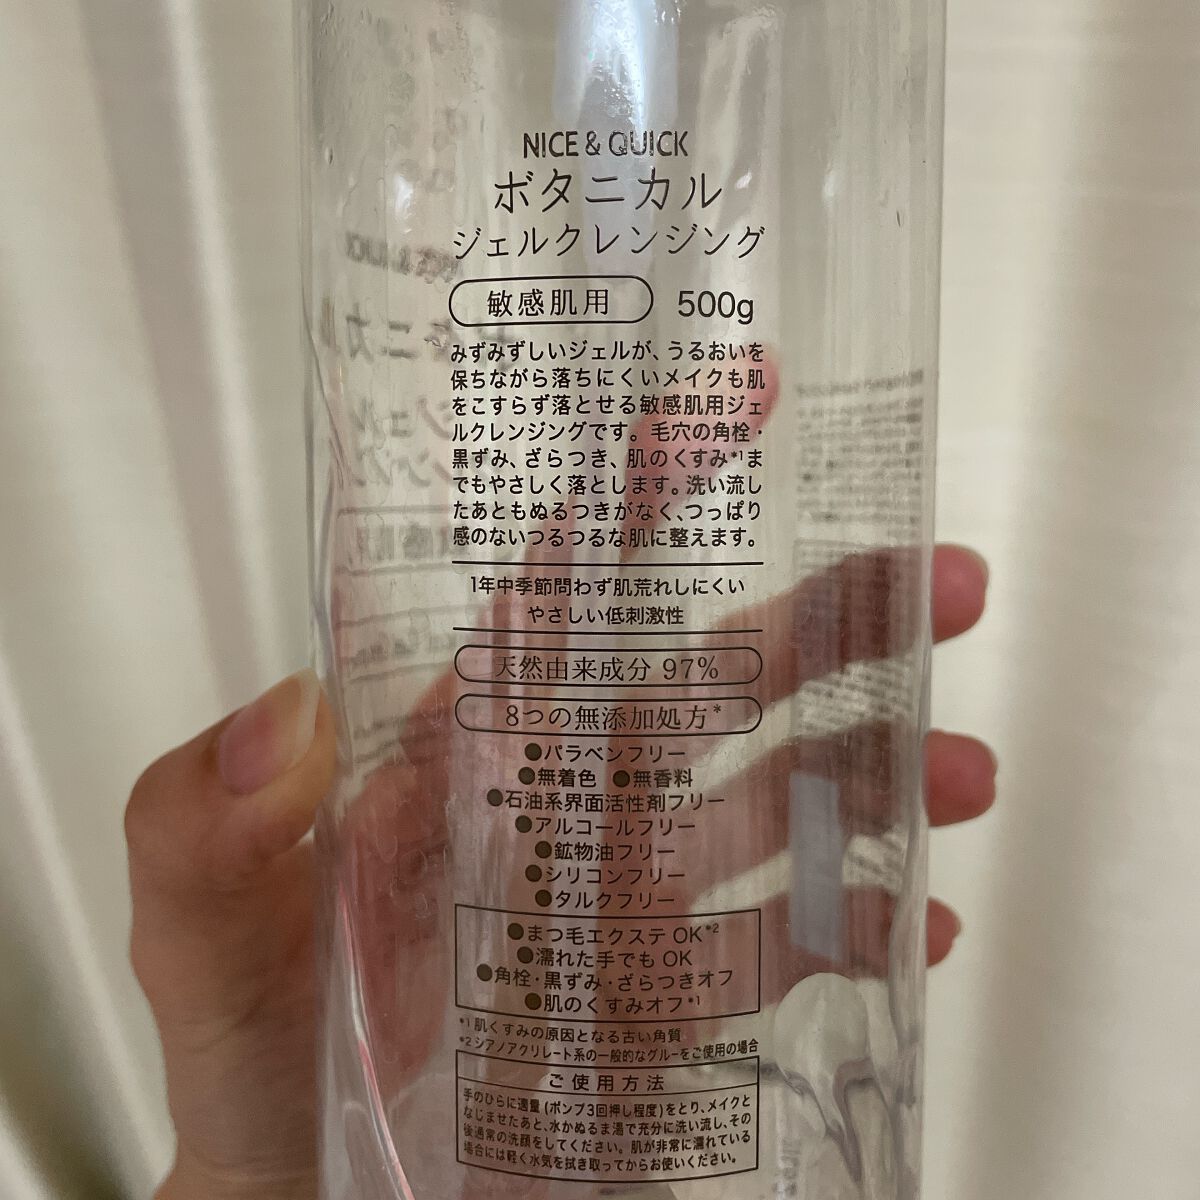 NICE & QUICK
ボタニカル
ジェルクレンジング
敏感肌用 500g
みずみずしいジェルが、うるおいを
保ちながら落ちにくいメイクも肌
をこすらず落とせる敏感肌用ジェ
ルクレンジングです。毛穴の角栓・
黒ずみ、ざらつき、肌のくすみ*1ま
でもやさしく落とします。洗い流し
たあともぬるつきがなく、つっぱり
感のないつるつるな肌に整えます。
1年中季節問わず肌荒れしにくい
やさしい低刺激性
天然由来成分 97%
8つの無添加処方*
●パラベンフリー
●無着色 ●無香料
●石油系界面活性剤フリー
●アルコールフリー
●鉱物油フリー
●シリコンフリー
●タルクフリー
●まつ毛エクステOK*2
●濡れた手でもOK
●角栓・黒ずみ・ざらつきオフ
●肌のくすみオフ*1
*1 肌くすみの原因となる古い角質
*2 シアノアクリレート系の一般的なグルーをご使用の場合
ご使用方法
手のひらに適量(ポンプ3回押し程度)をとり、メイクと
なじませたあと、水かぬるま湯で充分に洗い流し、その
後通常の洗顔をしてください。肌が非常に濡れている
場合には軽く水気を拭き取ってからお使いください。